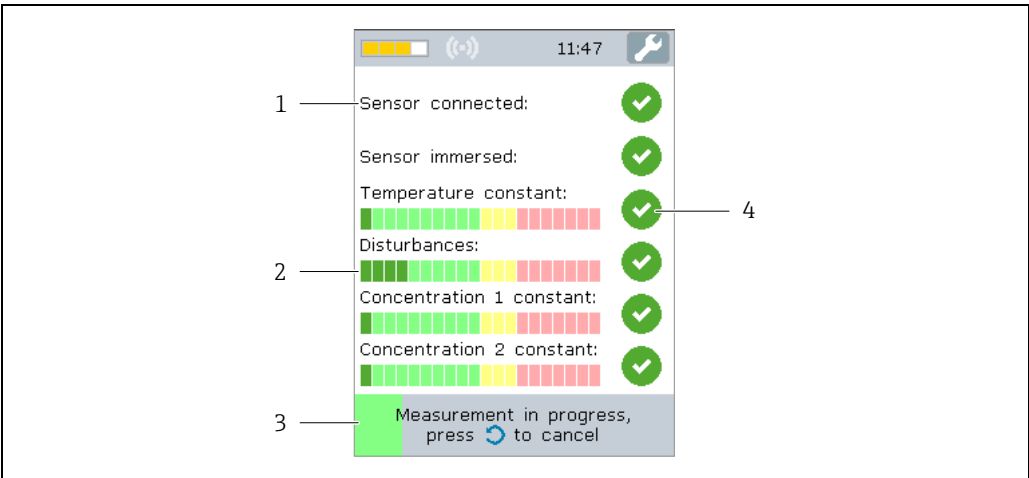 11:47
1
Sensor connected:
Sensor immersed:
Temperature constant:
4
Disturbances:
2
Concentration 1 constant:
Concentration 2 constant:
3
Measurement in progress,
press to cancel